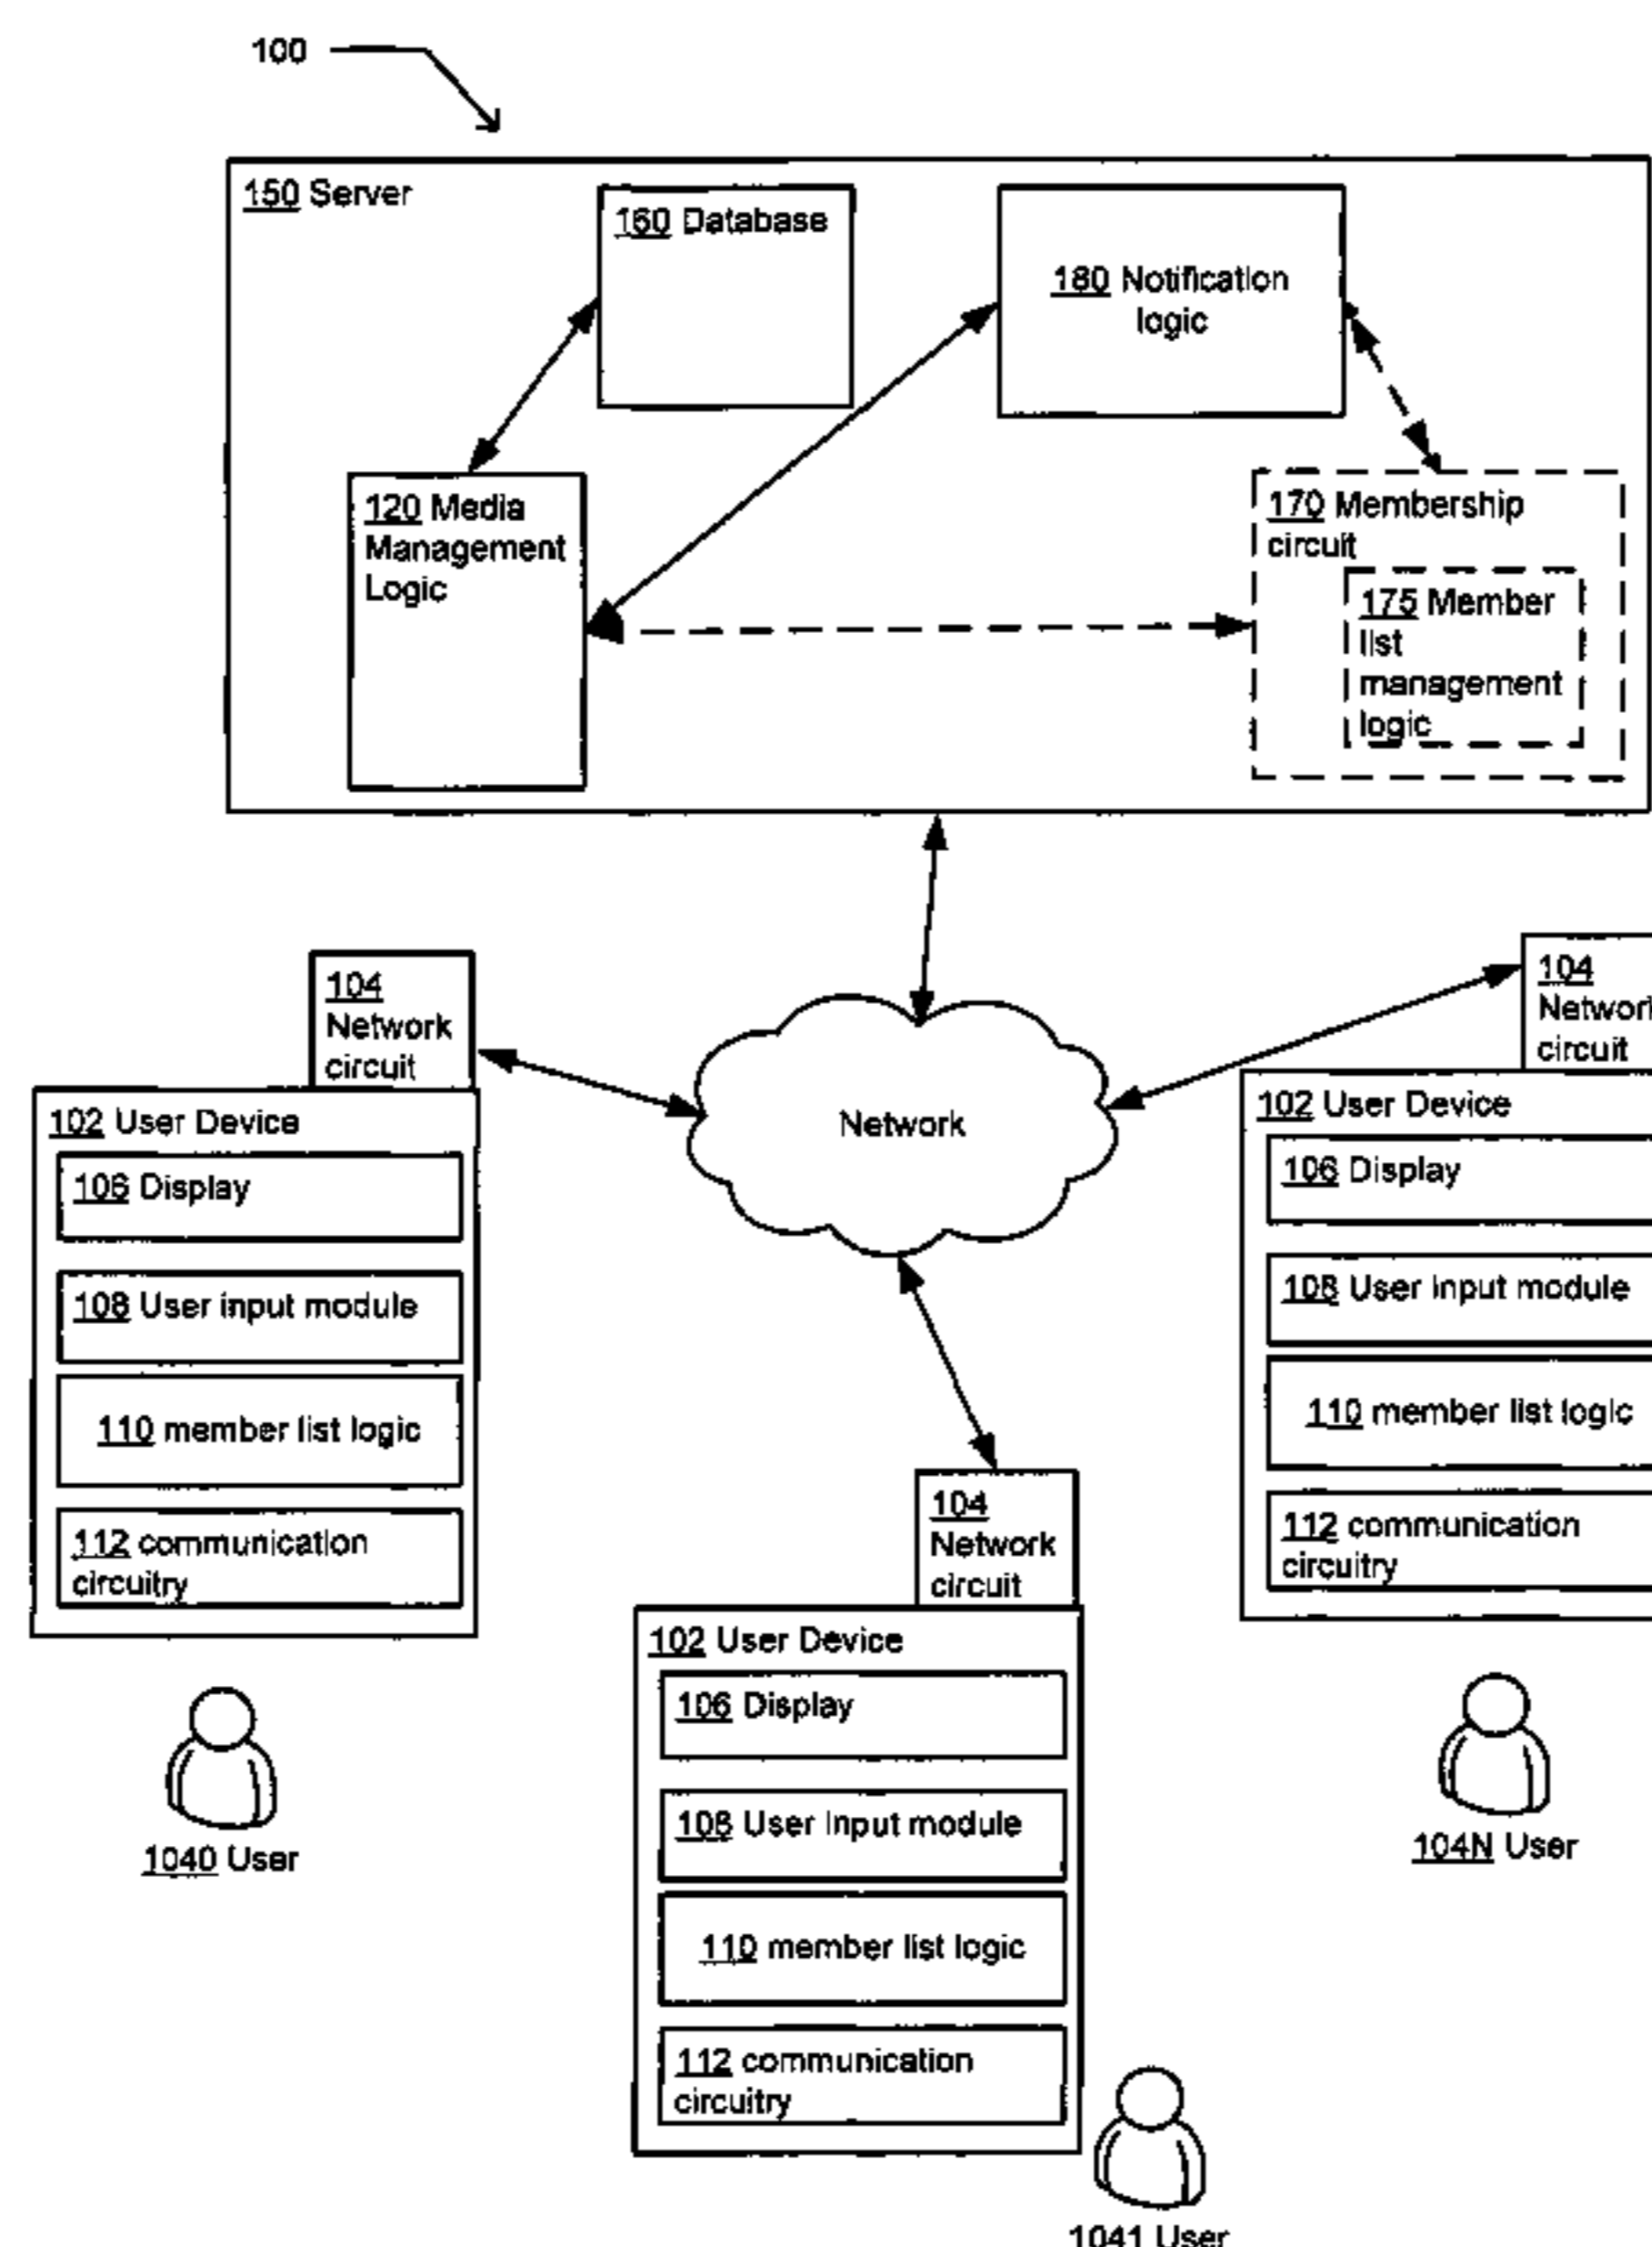 100
150 Server
160 Database
180 Notification
logic
120 Media
Management
Logic
170 Membership
circuit
175 Member
list
management
logic
104
Network
circuit
102 User Device
106 Display
108 User input module
110 member list logic
112 communication
circuitry
1040 User
Network
104
Network
circuit
102 User Device
106 Display
108 User input module
110 member list logic
112 communication
circuitry
1041 User
104
Network
circuit
102 User Device
106 Display
108 User input module
110 member list logic
112 communication
circuitry
104N User